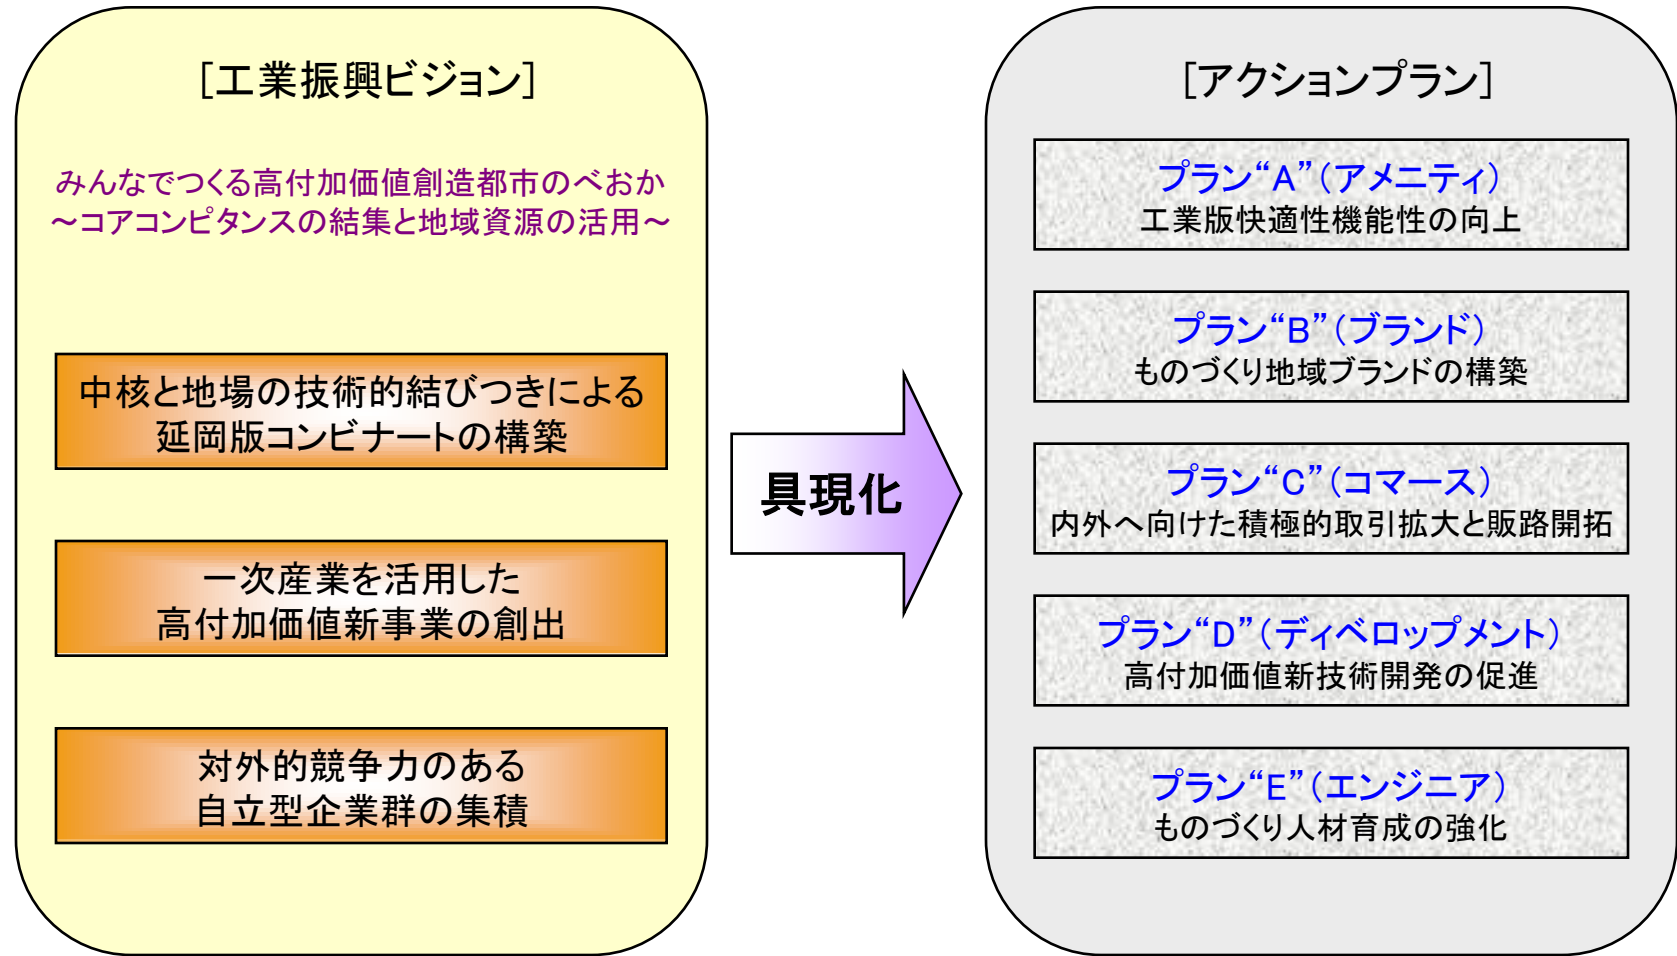 [工業振興ビジョン]
みんなでつくる高付加価値創造都市のべおか
～コアコンピタンスの結集と地域資源の活用～
中核と地場の技術的結びつきによる
延岡版コンビナートの構築
一次産業を活用した
高付加価値新事業の創出
対外的競争力のある
自立型企業群の集積
具現化
[アクションプラン]
プラン“A”（アメニティ）
工業版快適性機能性の向上
プラン“B”（ブランド）
ものづくり地域ブランドの構築
プラン“C”（コマース）
内外へ向けた積極的取引拡大と販路開拓
プラン“D”（ディベロップメント）
高付加価値新技術開発の促進
プラン“E”（エンジニア）
ものづくり人材育成の強化